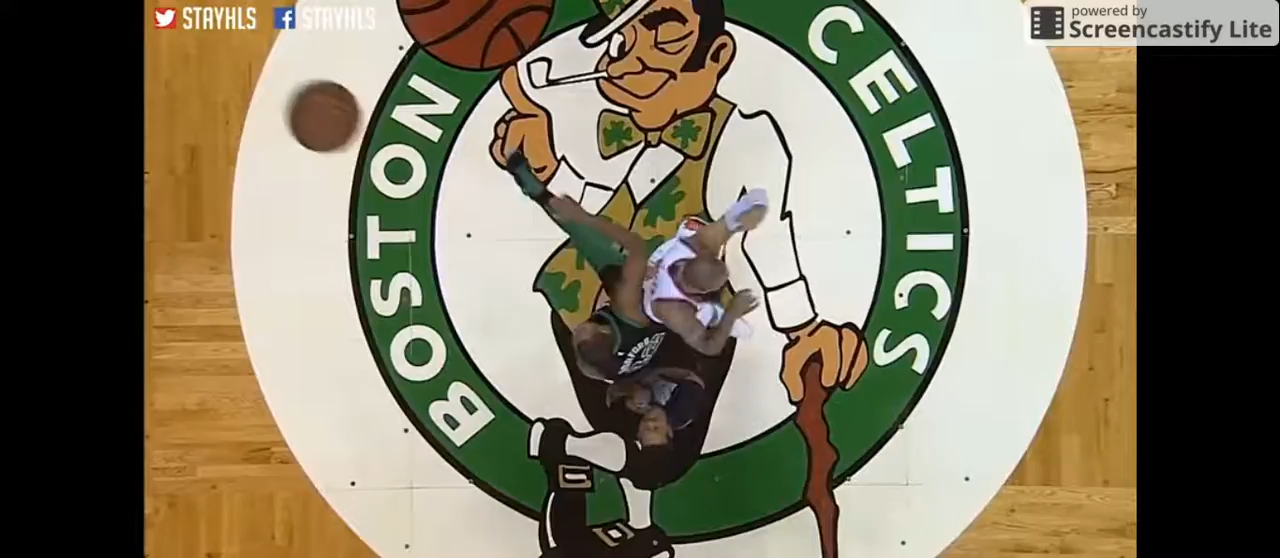 STAYHLS STAYHLS
powered by
Screencastify Lite
BOSTON CELTICS